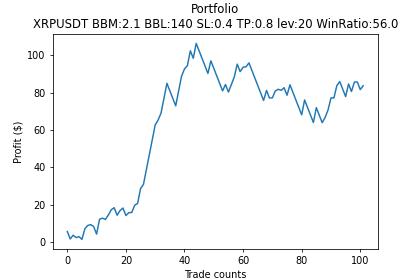 Portfolio
XRPUSDT BBM:2.1 BBL:140 SL:0.4 TP:0.8 lev:20 WinRatio:56.0
100
80
60
40
20
0
Profit ($)
0 20 40 60 80 100
Trade counts